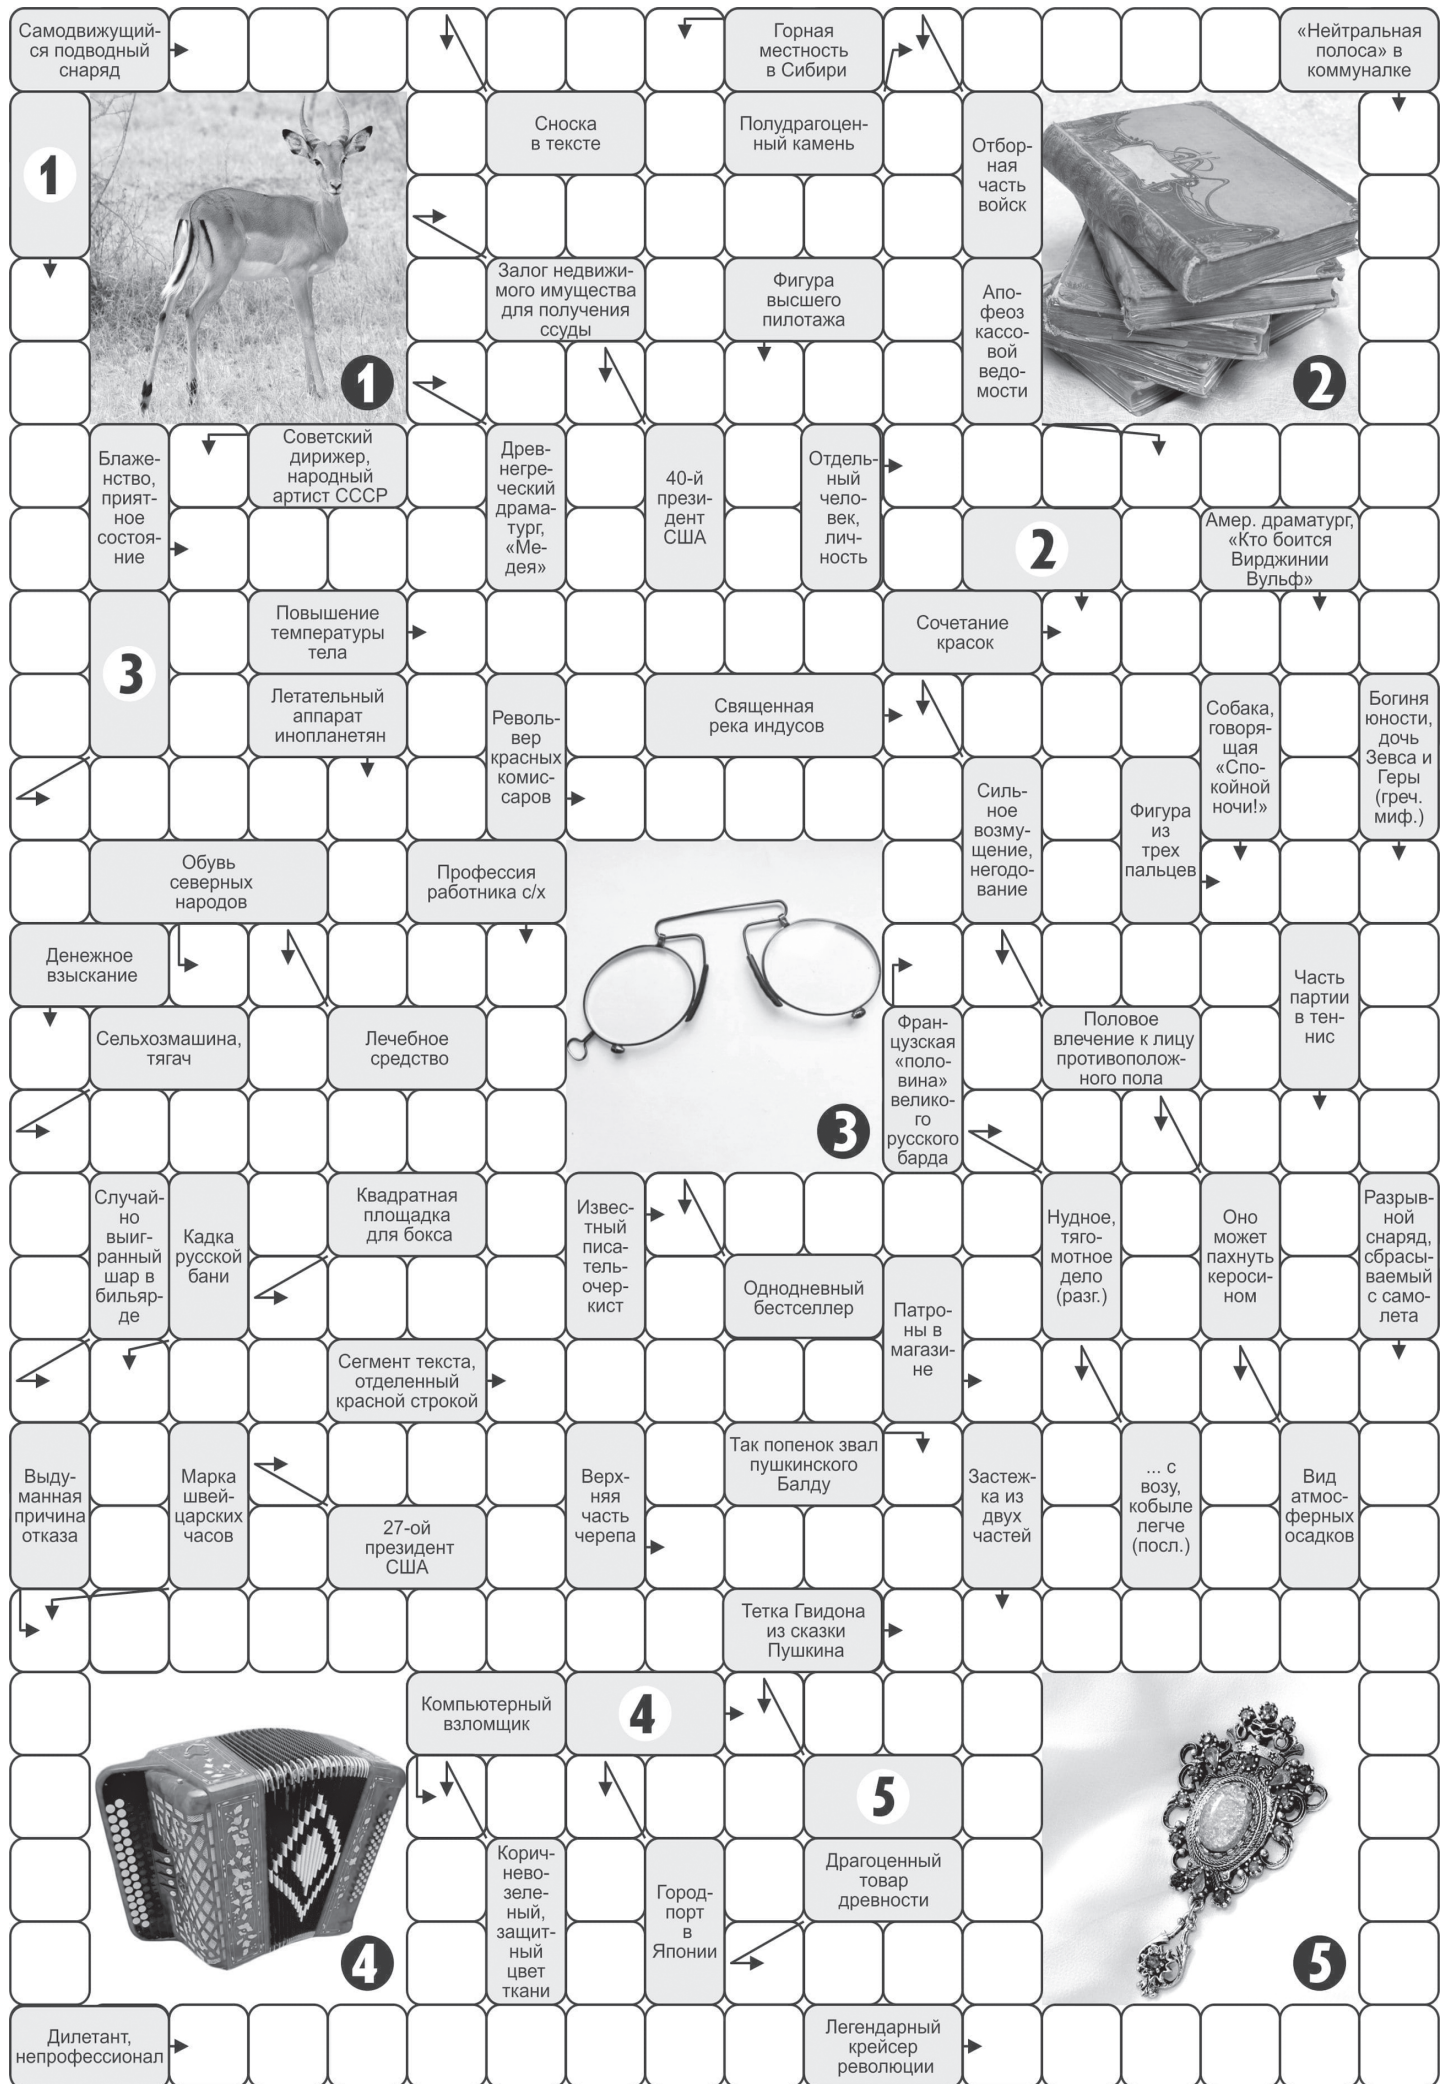 Самодвижущий-
ся подводный
снаряд
Горная
местность
в Сибири
«Нейтральная
полоса» в
коммуналке
1
Сноска
в тексте
Полудрагоцен-
ный камень
Отбор-
ная
часть
войск
Залог недвижи-
мого имущества
для получения
ссуды
Фигура
высшего
пилотажа
Апо-
феоз
кассо-
вой
ведо-
мости
1
2
Блаже-
нство,
прият-
ное
состоя-
ние
Советский
дирижер,
народный
артист СССР
Древ-
негре-
ческий
драма-
тург,
«Ме-
дея»
40-й
прези-
дент
США
Отдель-
ный
чело-
век,
лич-
ность
2
Амер. драматург,
«Кто боится
Вирджинии
Вульф»
3
Повышение
температуры
тела
Сочетание
красок
Летательный
аппарат
инопланетян
Револь-
вер
красных
комис-
саров
Священная
река индусов
Собака,
говоря-
щая
«Спо-
койной
ночи!»
Богиня
юности,
дочь
Зевса и
Геры
(греч.
миф.)
Силь-
ное
возму-
щение,
негодо-
вание
Фигура
из
трех
пальцев
Обувь
северных
народов
Профессия
работника с/х
Денежное
взыскание
Часть
партии
в тен-
нис
Сельхозмашина,
тягач
Лечебное
средство
Фран-
цузская
«поло-
вина»
велико-
го
русского
барда
Половое
влечение к лицу
противополож-
ного пола
3
Случай-
но
выиг-
ранный
шар в
бильяр-
де
Кадка
русской
бани
Квадратная
площадка
для бокса
Извес-
тный
писа-
тель-
очер-
кист
Однодневный
бестселлер
Патро-
ны в
магази-
не
Нудное,
тяго-
мотное
дело
(разг.)
Оно
может
пахнуть
кероси-
ном
Разрыв-
ной
снаряд,
сбрасы-
ваемый
с само-
лета
Сегмент текста,
отделенный
красной строкой
Выду-
манная
причина
отказа
Марка
швей-
царских
часов
27-ой
президент
США
Верх-
няя
часть
черепа
Так попенок звал
пушкинского
Балду
Застеж-
ка из
двух
частей
... с
возу,
кобыле
легче
(посл.)
Вид
атмос-
ферных
осадков
Тетка Гвидона
из сказки
Пушкина
Компьютерный
взломщик
4
5
Корич-
нево-
зеле-
ный,
защит-
ный
цвет
ткани
Город-
порт
в
Японии
Драгоценный
товар
древности
4
5
Дилетант,
непрофессионал
Легендарный
крейсер
революции